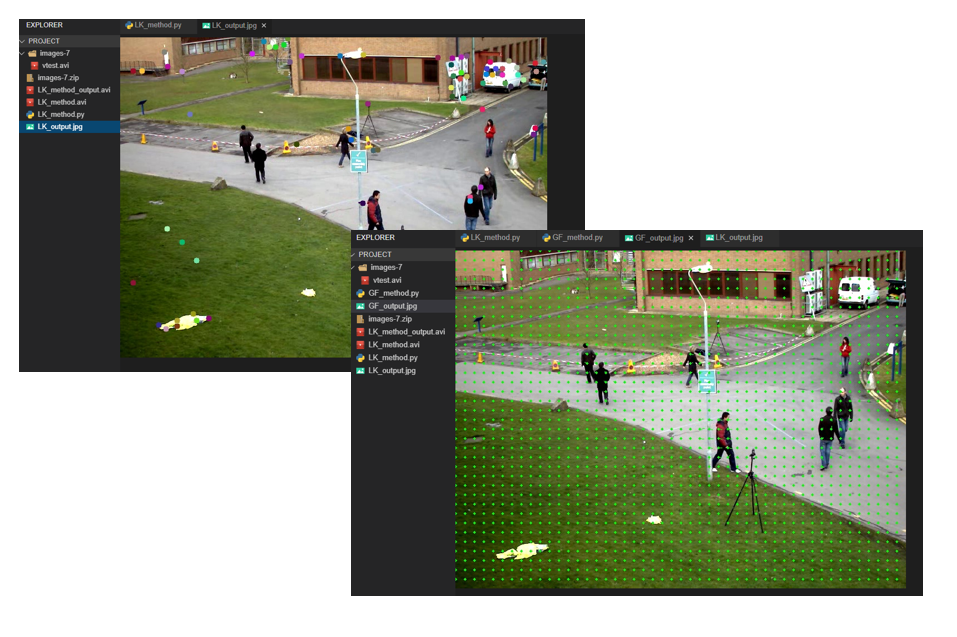 EXPLORER
LK_method.py
LK_output.jpg ×
PROJECT
images-7
vtest.avi
images-7.zip
LK_method_output.avi
LK_method.avi
LK_method.py
LK_output.jpg
EXPLORER
LK_method.py
GF_method.py
GF_output.jpg ×
LK_output.jpg
PROJECT
images-7
vtest.avi
GF_method.py
GF_output.jpg
images-7.zip
LK_method_output.avi
LK_method.avi
LK_method.py
LK_output.jpg